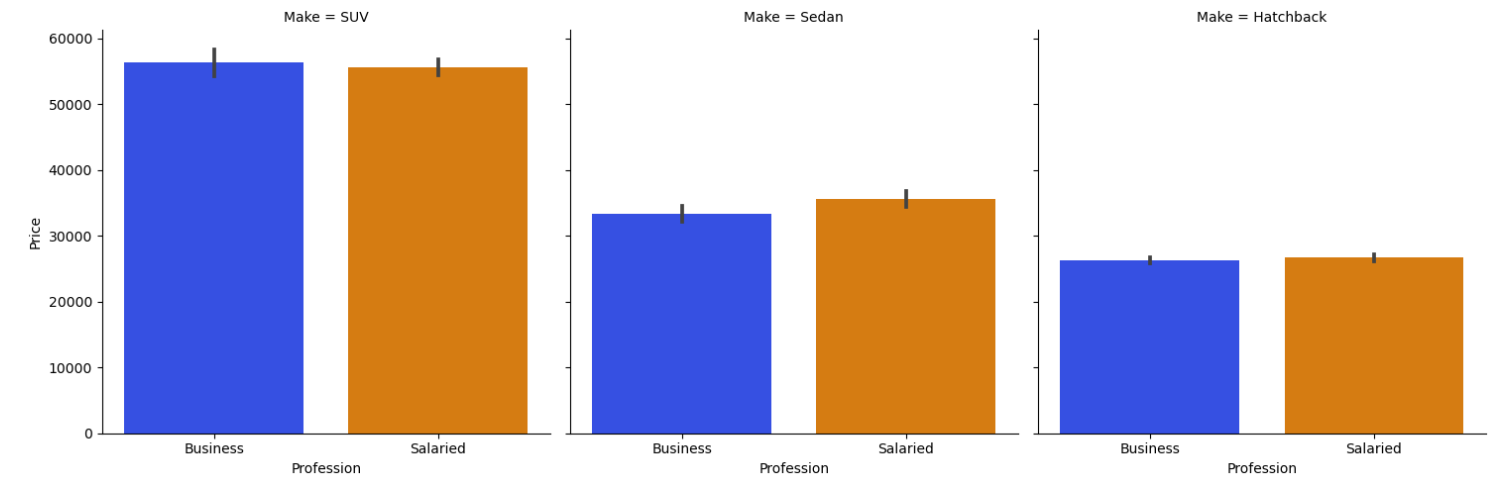 Make = SUV
Make = Sedan
Make = Hatchback
60000
50000
40000
30000
20000
10000
0
Price
Business Salaried
Business Salaried
Business Salaried
Profession
Profession
Profession